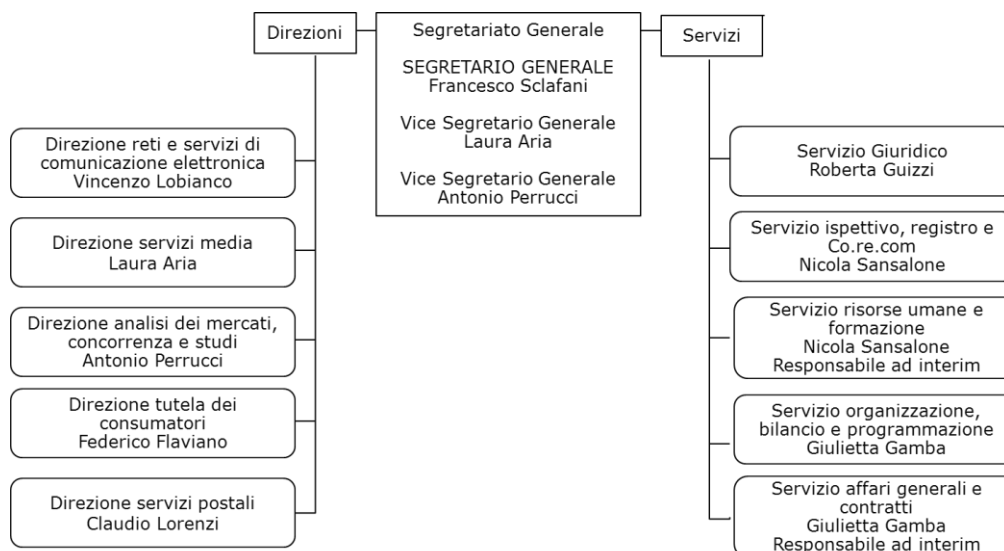 Direzioni
Segretariato Generale
SEGRETARIO GENERALE
Francesco Sclafani
Vice Segretario Generale
Laura Aria
Vice Segretario Generale
Antonio Perrucci
Servizi
Direzione reti e servizi di
comunicazione elettronica
Vincenzo Lobianco
Direzione servizi media
Laura Aria
Direzione analisi dei mercati,
concorrenza e studi
Antonio Perrucci
Direzione tutela dei
consumatori
Federico Flaviano
Direzione servizi postali
Claudio Lorenzi
Servizio Giuridico
Roberta Guizzi
Servizio ispettivo, registro e
Co.re.com
Nicola Sansalone
Servizio risorse umane e
formazione
Nicola Sansalone
Responsabile ad interim
Servizio organizzazione,
bilancio e programmazione
Giulietta Gamba
Servizio affari generali e
contratti
Giulietta Gamba
Responsabile ad interim